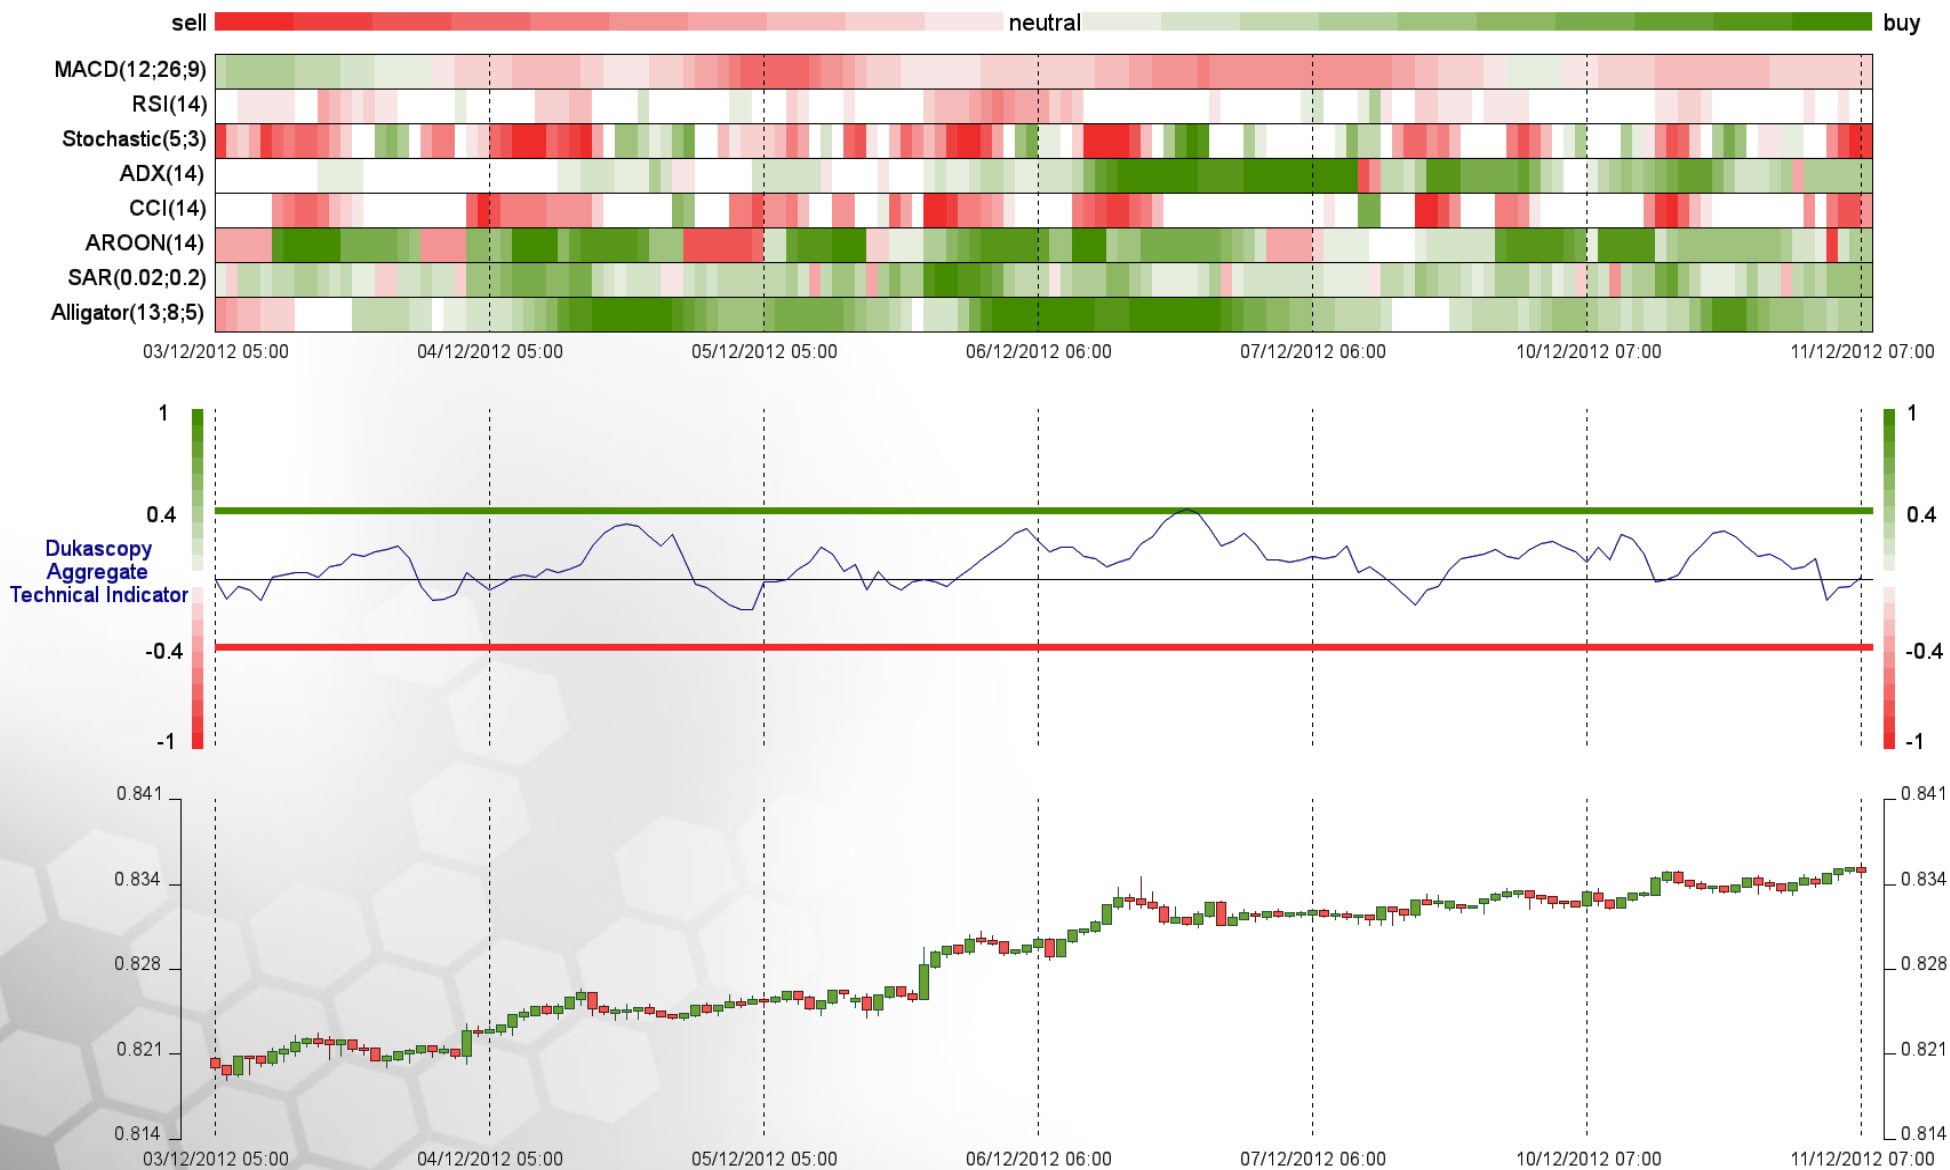 sell neutral buy
MACD(12;26;9)
RSI(14)
Stochastic(5;3)
ADX(14)
CCI(14)
AROON(14)
SAR(0.02;0.2)
Alligator(13;8;5)
03/12/2012 05:00 04/12/2012 05:00 05/12/2012 05:00 06/12/2012 06:00 07/12/2012 06:00 10/12/2012 07:00 11/12/2012 07:00
1 1
0.4 0.4
Dukascopy
Aggregate
Technical Indicator
-0.4 -0.4
-1 -1
0.841 0.841
0.834 0.834
0.828 0.828
0.821 0.821
0.814 0.814
03/12/2012 05:00 04/12/2012 05:00 05/12/2012 05:00 06/12/2012 06:00 07/12/2012 06:00 10/12/2012 07:00 11/12/2012 07:00